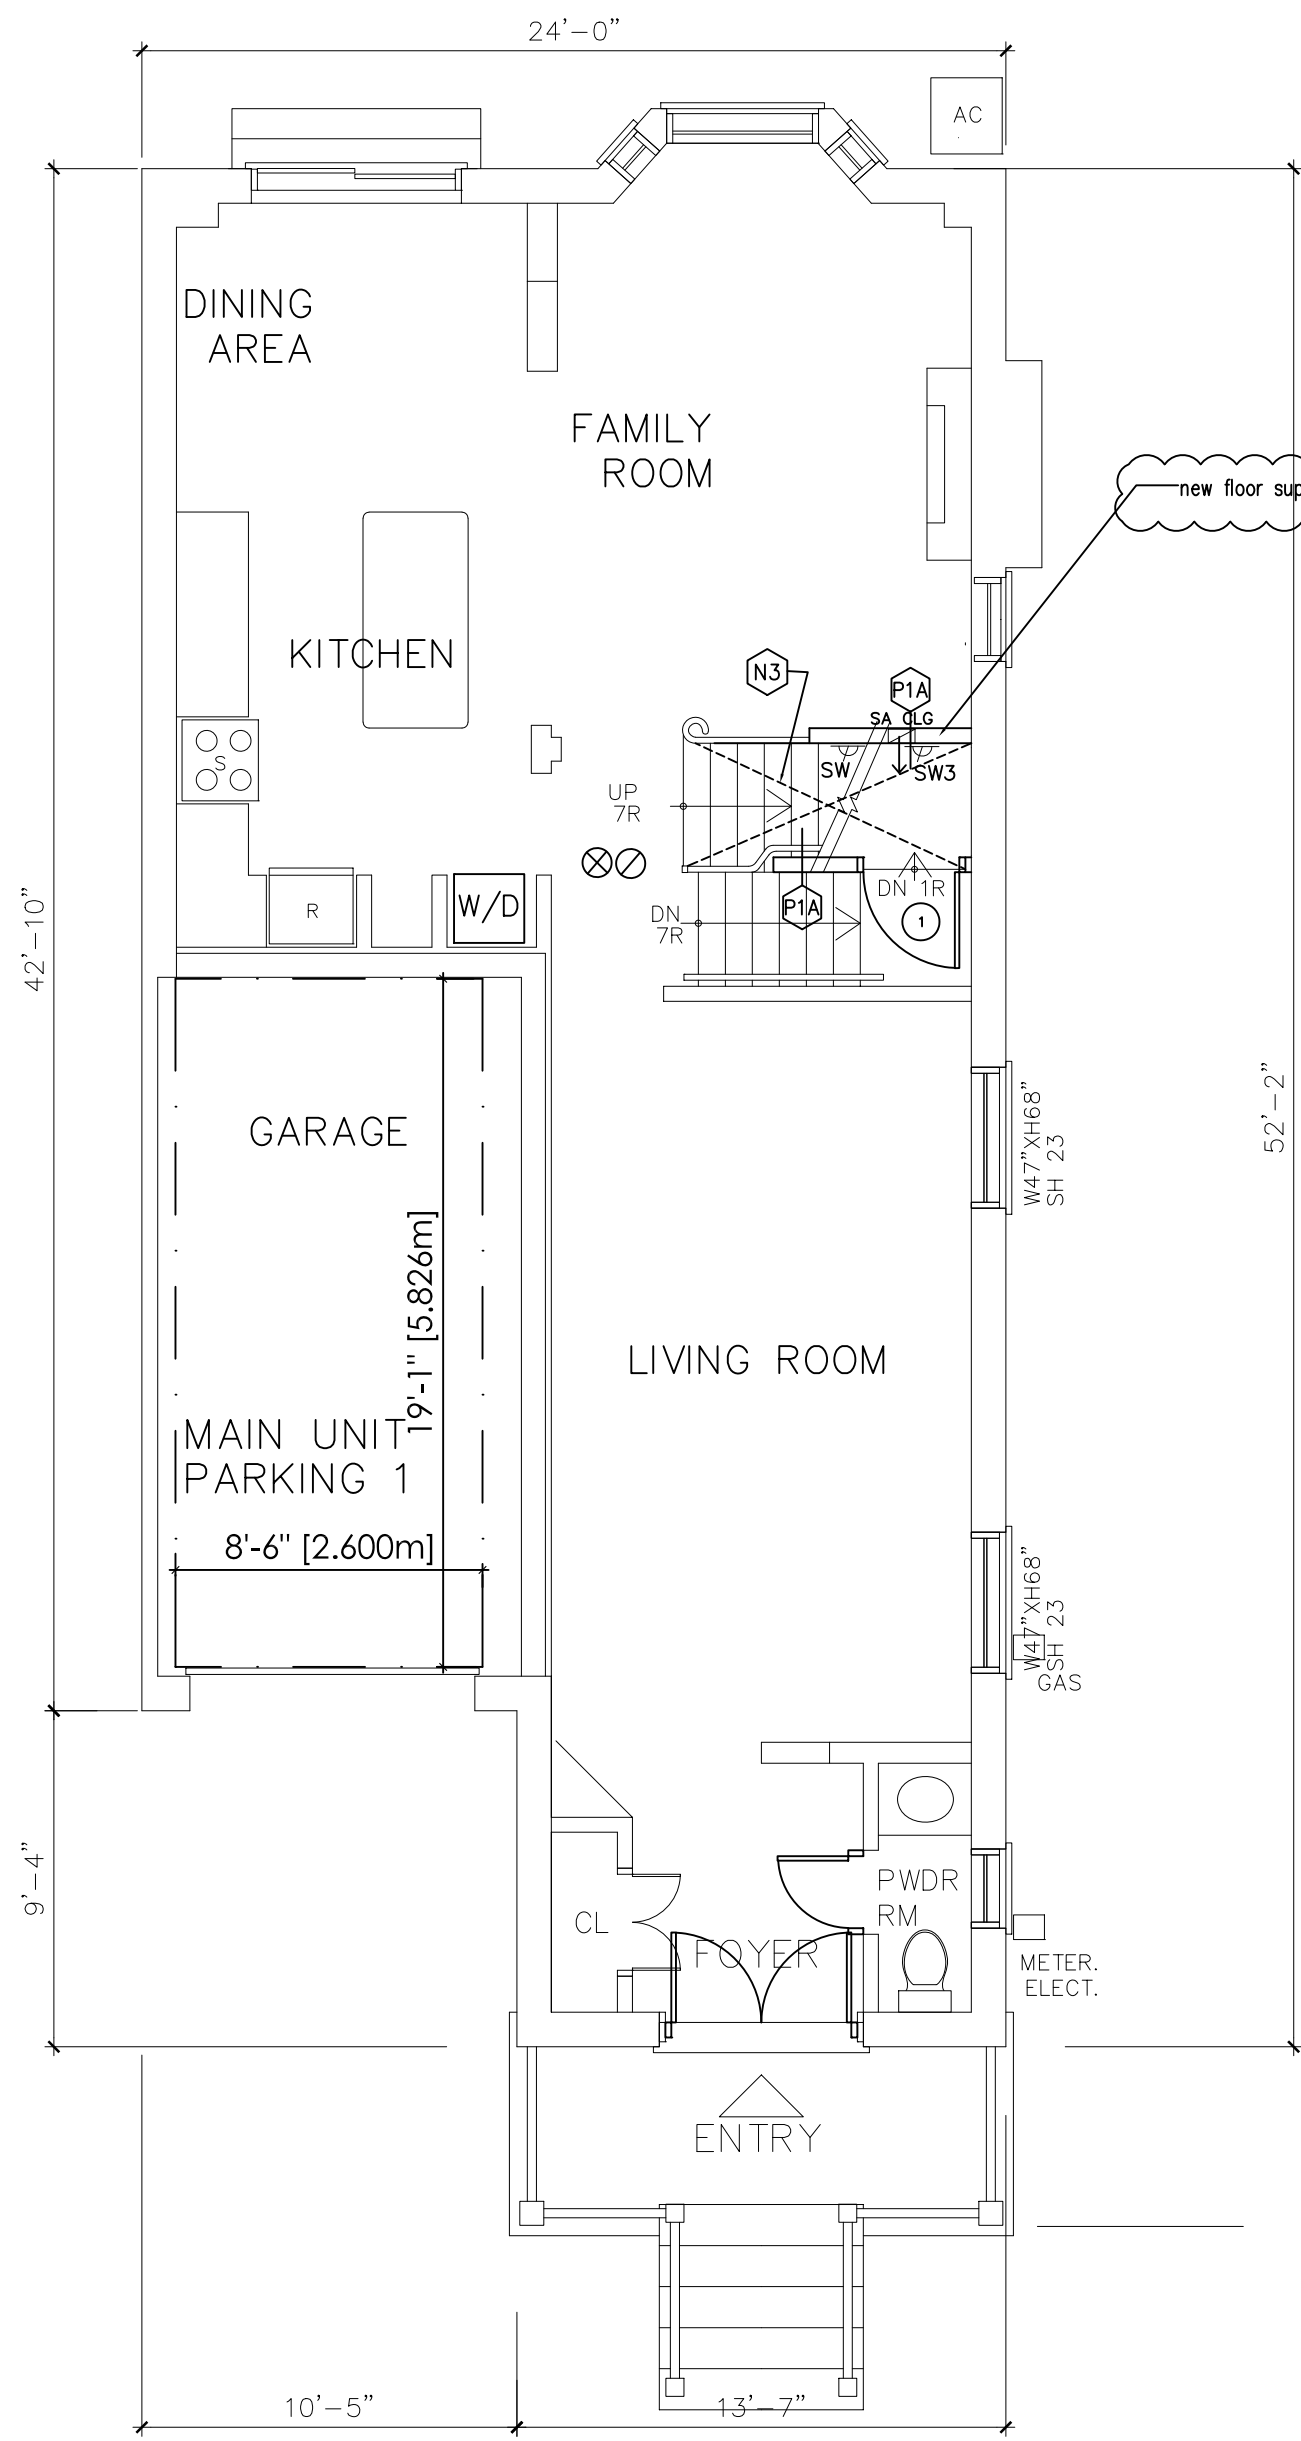 24'-0"
AC
DINING
AREA
FAMILY
ROOM
new floor
KITCHEN
N3
P1A
SA CLG
S
SW
SW3
UP
7R
R
W/D
DN
7R
P1A
DN 1R
1
42'-10"
52'-2"
GARAGE
W47"XH68"
SH 23
19'-1" [5.826m]
LIVING ROOM
MAIN UNIT
PARKING 1
8'-6" [2.600m]
W47"XH68"
SH 23
GAS
9'-4"
PWDR
RM
CL
FOYER
METER.
ELECT.
ENTRY
10'-5"
13'-7"